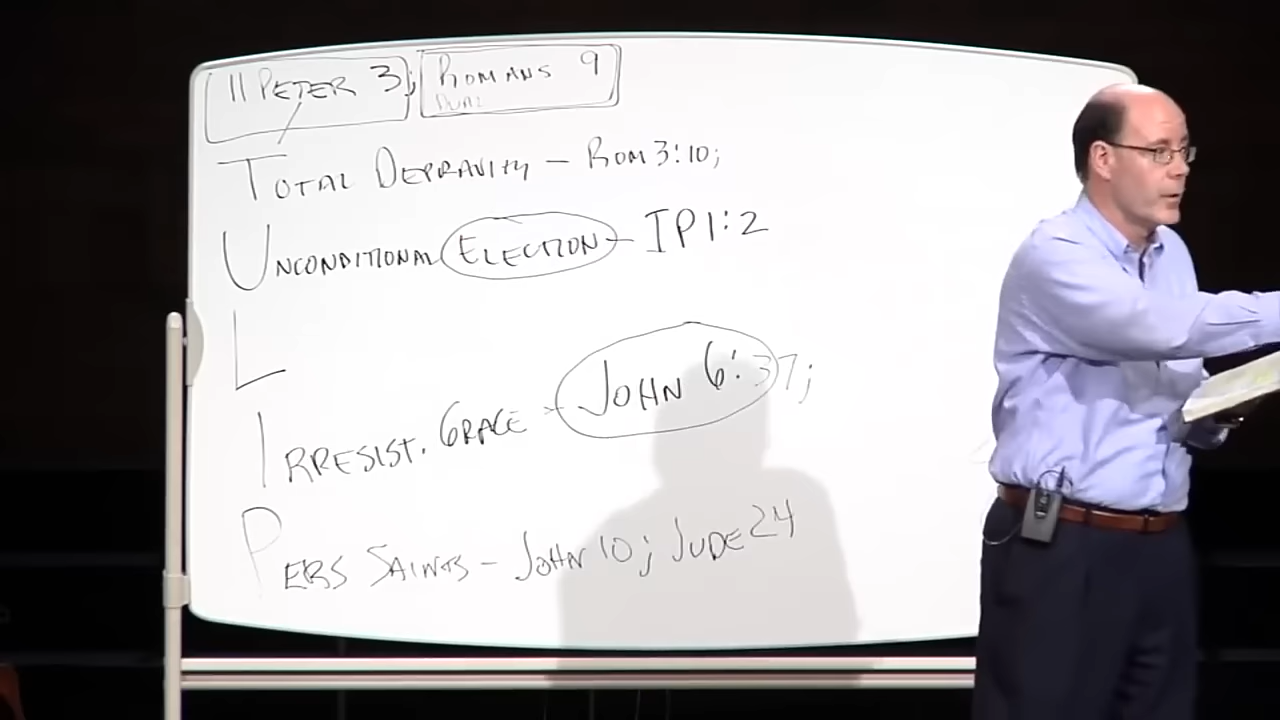 II PETER 3; ROMANS 9
TOTAL DEPRAVITY – ROM 3:10;
UNCONDITIONAL ELECTION – I P 1:2
L
IRRESIST. GRACE – JOHN 6:37;
PERS SAINTS – JOHN 10; JUDE 24